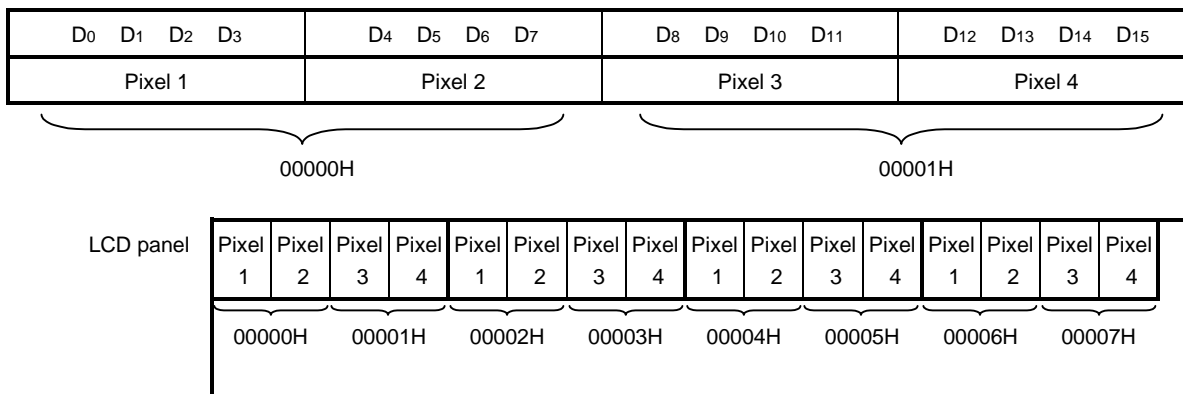 D0 D1 D2 D3 D4 D5 D6 D7 D8 D9 D10 D11 D12 D13 D14 D15
Pixel 1 Pixel 2 Pixel 3 Pixel 4
00000H 00001H
LCD panel Pixel Pixel Pixel Pixel Pixel Pixel Pixel Pixel Pixel Pixel Pixel Pixel Pixel Pixel Pixel Pixel
1 2 3 4 1 2 3 4 1 2 3 4 1 2 3 4
00000H 00001H 00002H 00003H 00004H 00005H 00006H 00007H